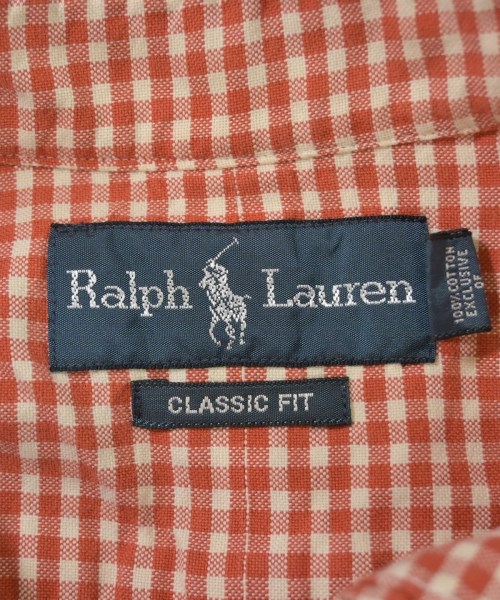 Ralph Lauren
CLASSIC FIT
100% COTTON
EXCLUSIVE
OF